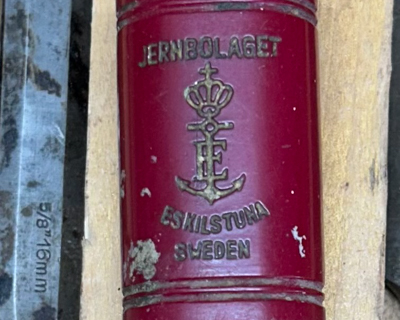 JERNBOLAGET
E
ESKILSTUNA
SWEDEN
5/8" 16mm